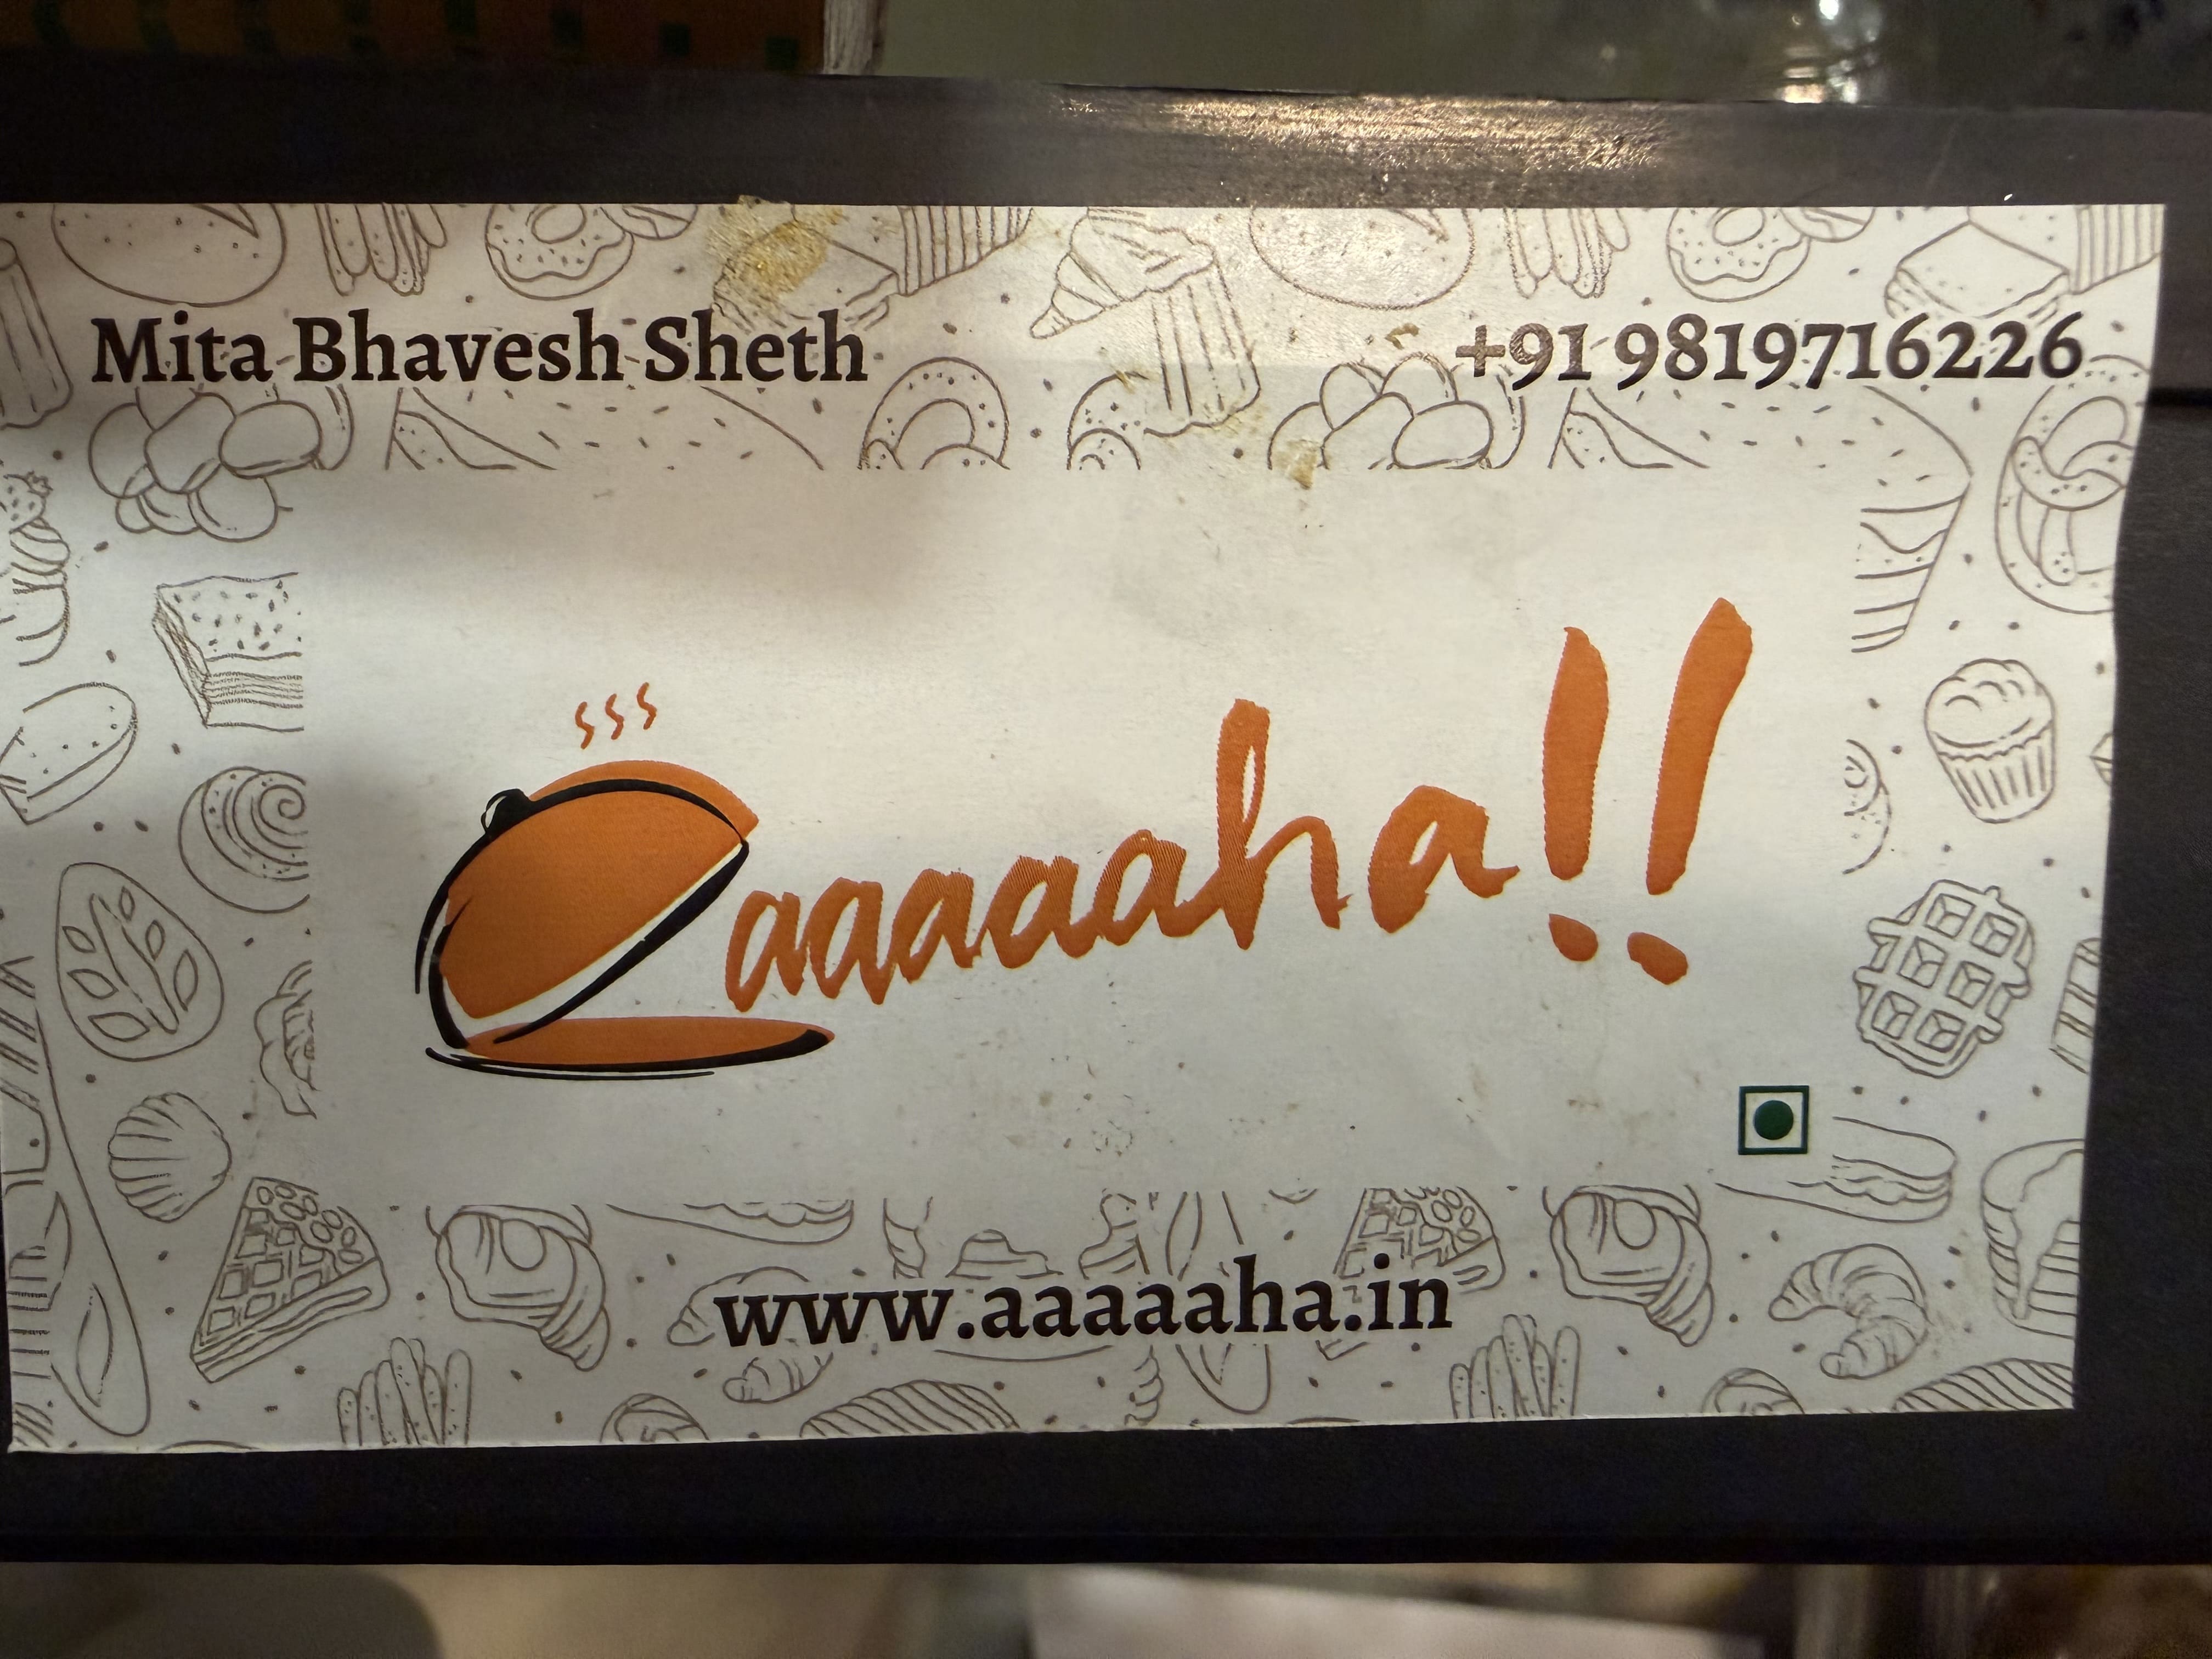 Mita Bhavesh Sheth
+91 9819716226
aaaaaha!!
www.aaaaaha.in